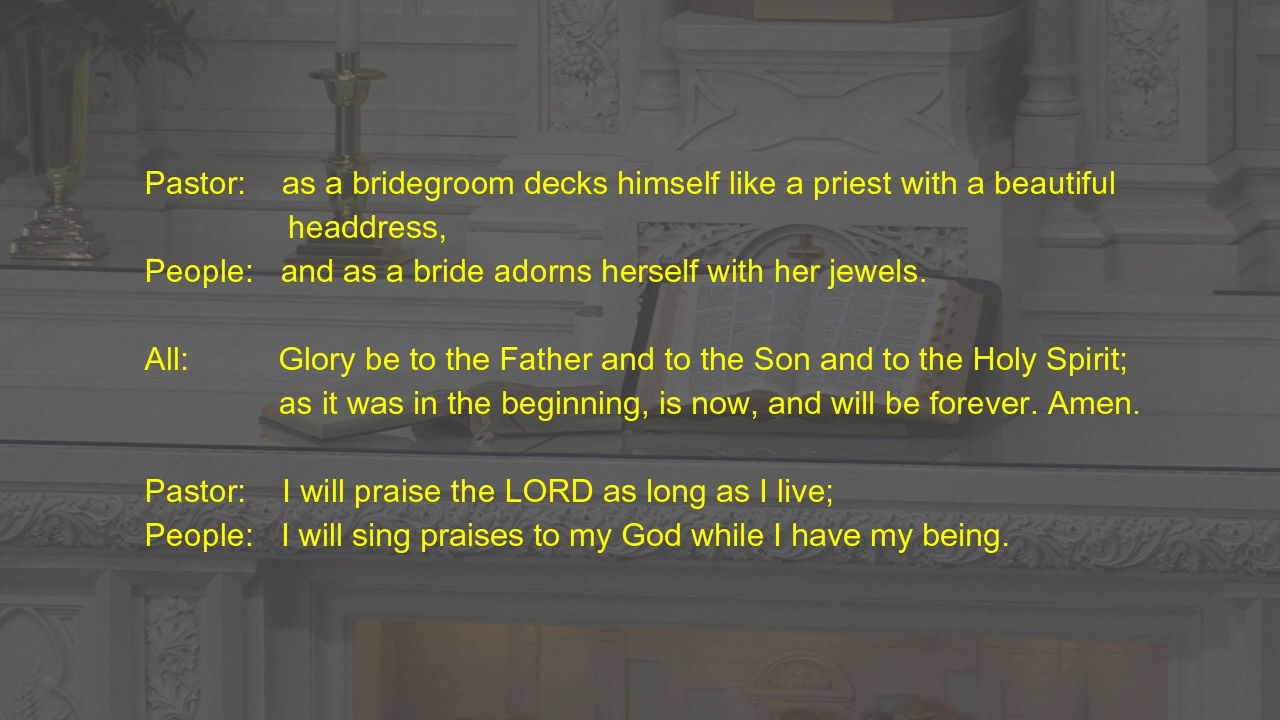 Pastor: as a bridegroom decks himself like a priest with a beautiful
headdress,
People: and as a bride adorns herself with her jewels.
All: Glory be to the Father and to the Son and to the Holy Spirit;
as it was in the beginning, is now, and will be forever. Amen.
Pastor: I will praise the LORD as long as I live;
People: I will sing praises to my God while I have my being.